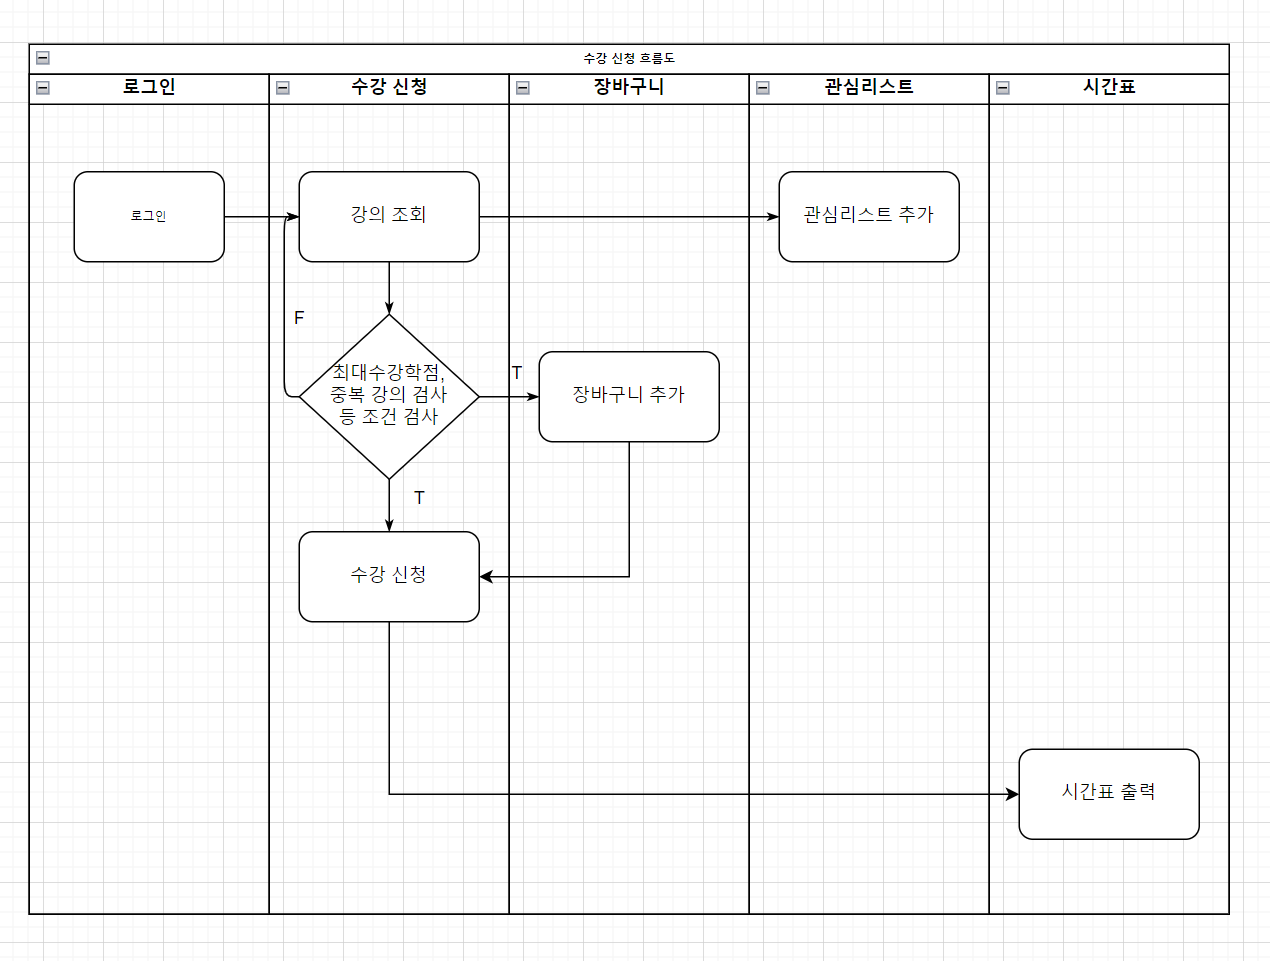 수강 신청 흐름도
로그인
수강 신청
장바구니
관심리스트
시간표
로그인
강의 조회
관심리스트 추가
F
최대수강학점,
중복 강의 검사
등 조건 검사
T
장바구니 추가
T
수강 신청
시간표 출력